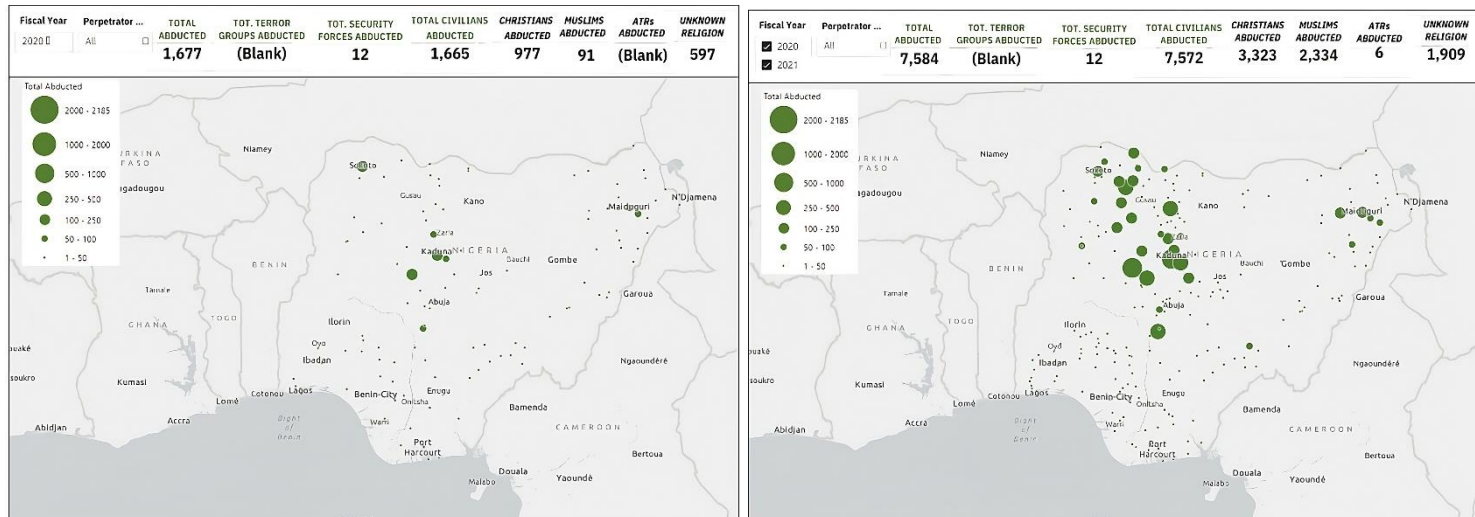 Fiscal Year
2020
Perpetrator ...
All
TOTAL
ABDUCTED
1,677
TOT. TERROR
GROUPS ABDUCTED
(Blank)
TOT. SECURITY
FORCES ABDUCTED
12
TOTAL CIVILIANS
ABDUCTED
1,665
CHRISTIANS
ABDUCTED
977
MUSLIMS
ABDUCTED
91
ATRs
ABDUCTED
(Blank)
UNKNOWN
RELIGION
597
Total Abducted
2000 - 2185
1000 - 2000
500 - 1000
250 - 500
100 - 250
50 - 100
1 - 50
Niamey
Sokoto
Gusau
Kano
Maiduguri
N'Djamena
Zaria
Kaduna
NIGERIA
Bauchi
Gombe
Jos
BENIN
Tamale
Abuja
Garoua
GHANA
TOGO
Ilorin
Oyo
Ibadan
Ngaoundéré
Kumasi
Lomé
Cotonou
Lagos
Benin-City
Onitsha
Enugu
Bamenda
Abidjan
Accra
Bight
of
Benin
Warri
CAMEROON
Port
Harcourt
Bertoua
Douala
Malabo
Yaoundé
Fiscal Year
2020
2021
Perpetrator ...
All
TOTAL
ABDUCTED
7,584
TOT. TERROR
GROUPS ABDUCTED
(Blank)
TOT. SECURITY
FORCES ABDUCTED
12
TOTAL CIVILIANS
ABDUCTED
7,572
CHRISTIANS
ABDUCTED
3,323
MUSLIMS
ABDUCTED
2,334
ATRs
ABDUCTED
6
UNKNOWN
RELIGION
1,909
Total Abducted
2000 - 2185
1000 - 2000
500 - 1000
250 - 500
100 - 250
50 - 100
1 - 50
Niamey
Sokoto
Gusau
Kano
Maiduguri
N'Djamena
Zaria
Kaduna
NIGERIA
Bauchi
Gombe
Jos
BENIN
Tamale
Abuja
Garoua
GHANA
TOGO
Ilorin
Oyo
Ibadan
Ngaoundéré
Kumasi
Lomé
Cotonou
Lagos
Benin-City
Onitsha
Enugu
Bamenda
Abidjan
Accra
Bight
of
Benin
Warri
CAMEROON
Port
Harcourt
Bertoua
Douala
Malabo
Yaoundé